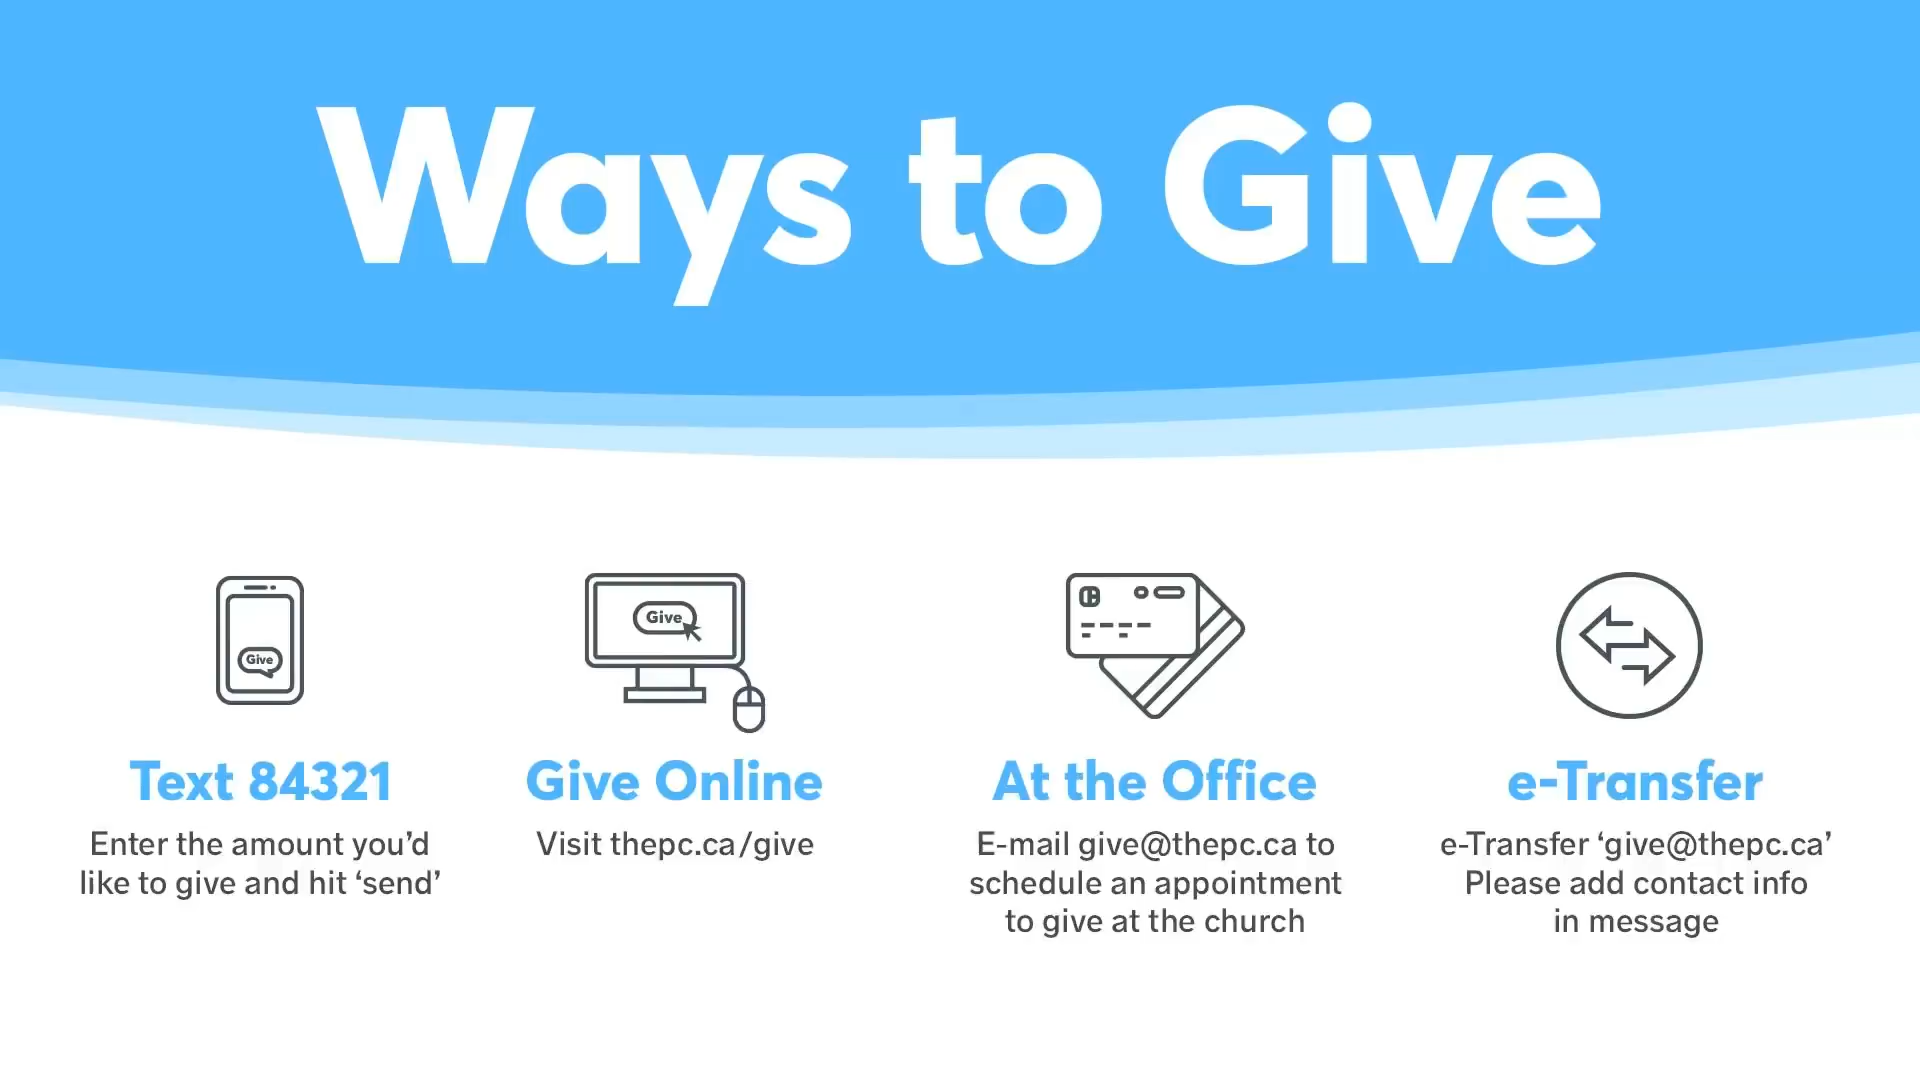 Ways to Give
Give
Give
Text 84321
Enter the amount you’d
like to give and hit ‘send’
Give Online
Visit thepc.ca/give
At the Office
E-mail give@thepc.ca to
schedule an appointment
to give at the church
e-Transfer
e-Transfer ‘give@thepc.ca’
Please add contact info
in message